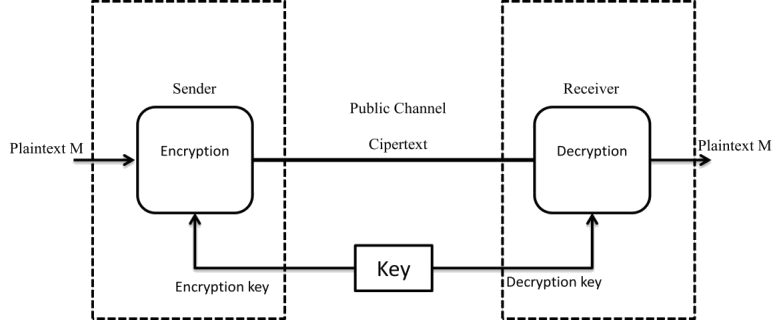 Sender
Receiver
Public Channel
Plaintext M
Encryption
Cipertext
Decryption
Plaintext M
Key
Encryption key
Decryption key